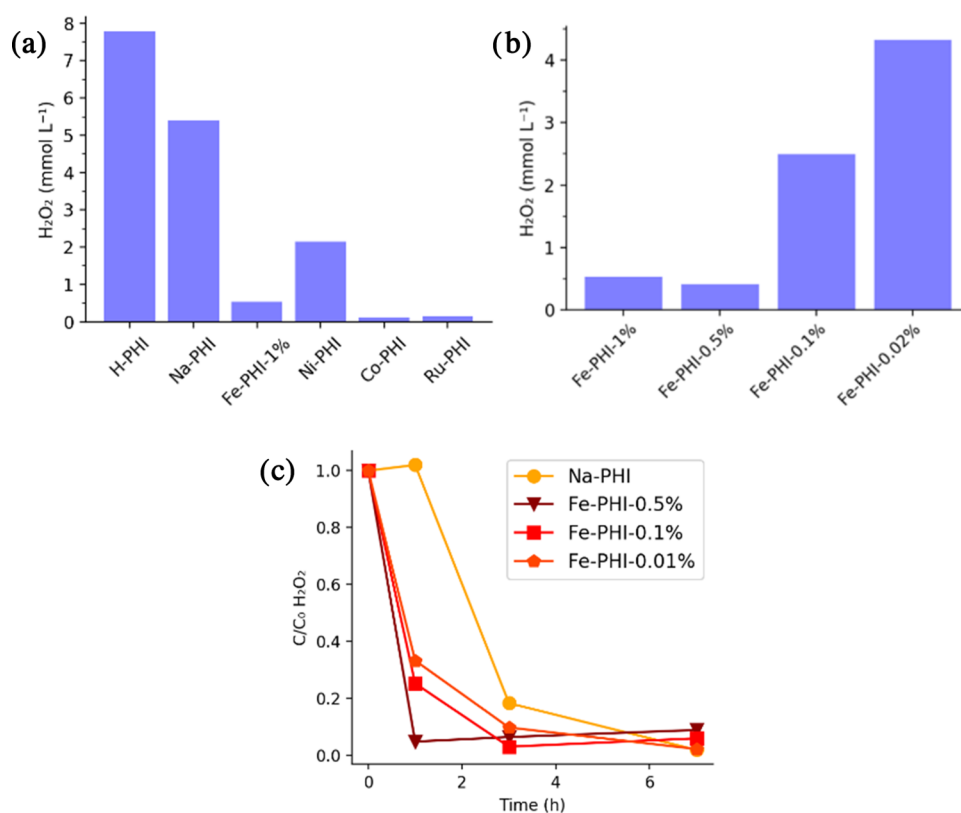 (a)
H₂O₂ (mmol L⁻¹)
8
7
6
5
4
3
2
1
0
H-PHI
Na-PHI
Fe-PHI-1%
Ni-PHI
Co-PHI
Ru-PHI
(b)
H₂O₂ (mmol L⁻¹)
4
3
2
1
0
Fe-PHI-1%
Fe-PHI-0.5%
Fe-PHI-0.1%
Fe-PHI-0.02%
(c)
C/C₀ H₂O₂
1.0
0.8
0.6
0.4
0.2
0.0
0
2
4
6
Time (h)
Na-PHI
Fe-PHI-0.5%
Fe-PHI-0.1%
Fe-PHI-0.01%